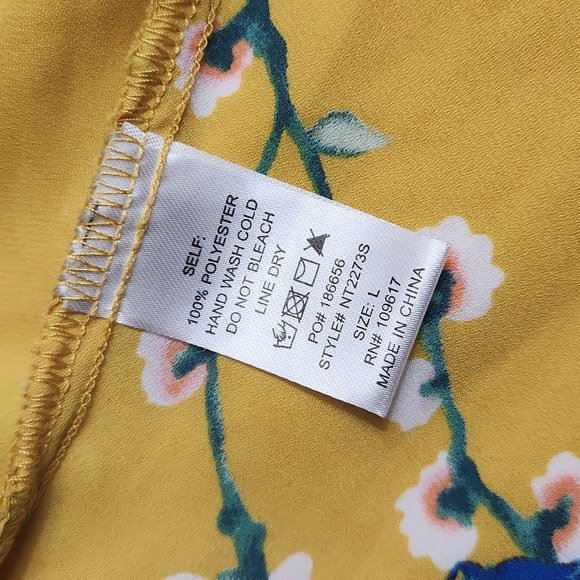 SELF:
100% POLYESTER
HAND WASH COLD
DO NOT BLEACH
LINE DRY
PO# 186656
STYLE# NT2273S
SIZE: L
RN# 109617
MADE IN CHINA